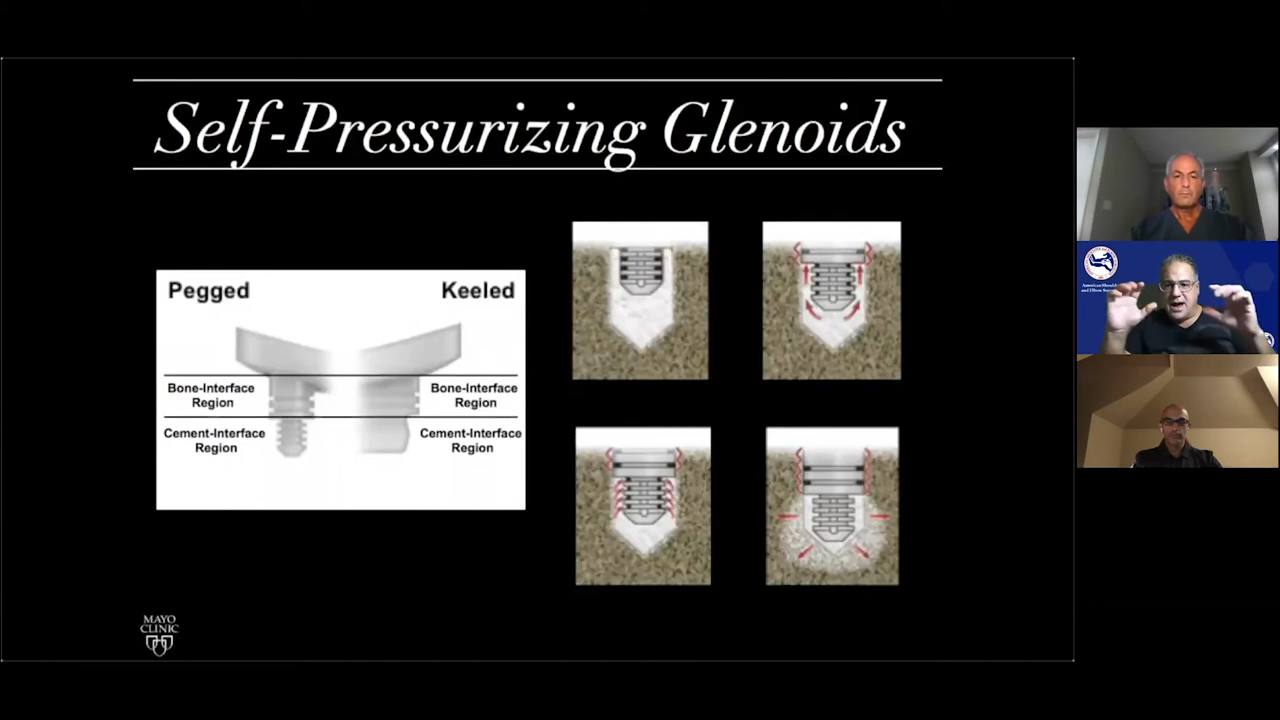 Self-Pressurizing Glenoids
Pegged
Keeled
Bone-Interface
Region
Bone-Interface
Region
Cement-Interface
Region
Cement-Interface
Region
MAYO
CLINIC